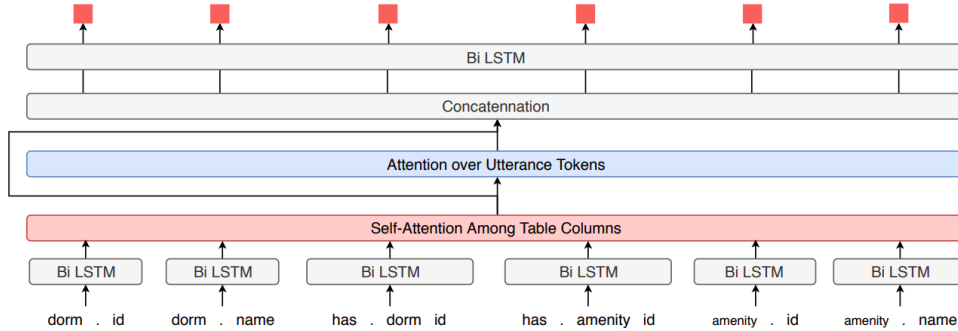 Bi LSTM
Concatennation
Attention over Utterance Tokens
Self-Attention Among Table Columns
Bi LSTM Bi LSTM Bi LSTM Bi LSTM Bi LSTM Bi LSTM
dorm . id dorm . name has . dorm id has . amenity id amenity . id amenity . name